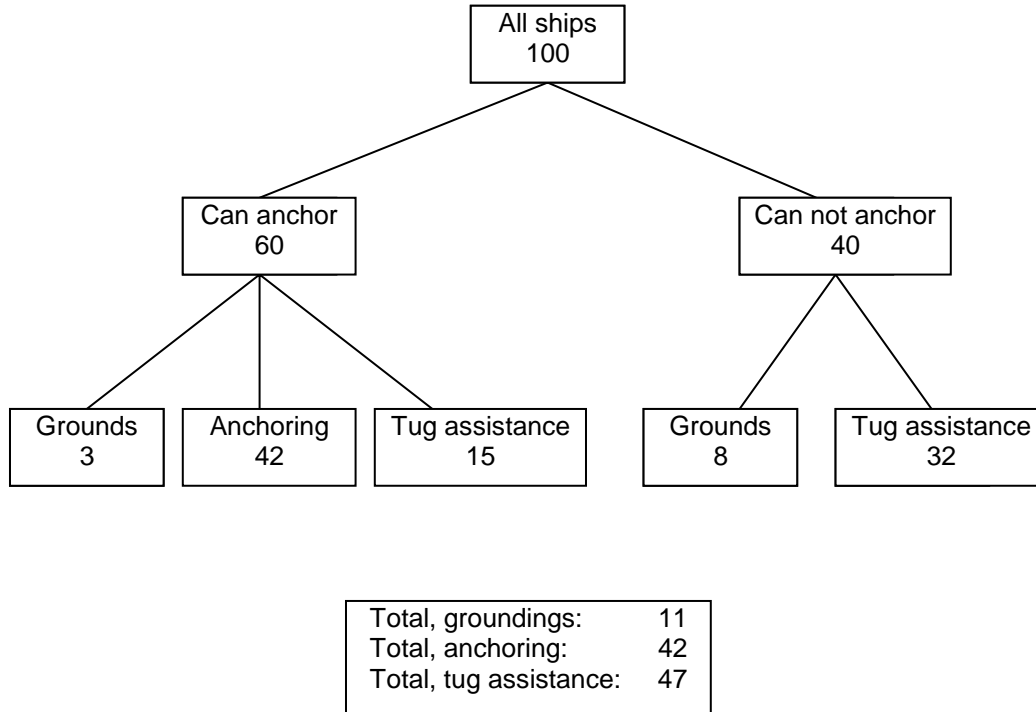 All ships
100
Can anchor
60
Can not anchor
40
Grounds
3
Anchoring
42
Tug assistance
15
Grounds
8
Tug assistance
32
Total, groundings: 11
Total, anchoring: 42
Total, tug assistance: 47